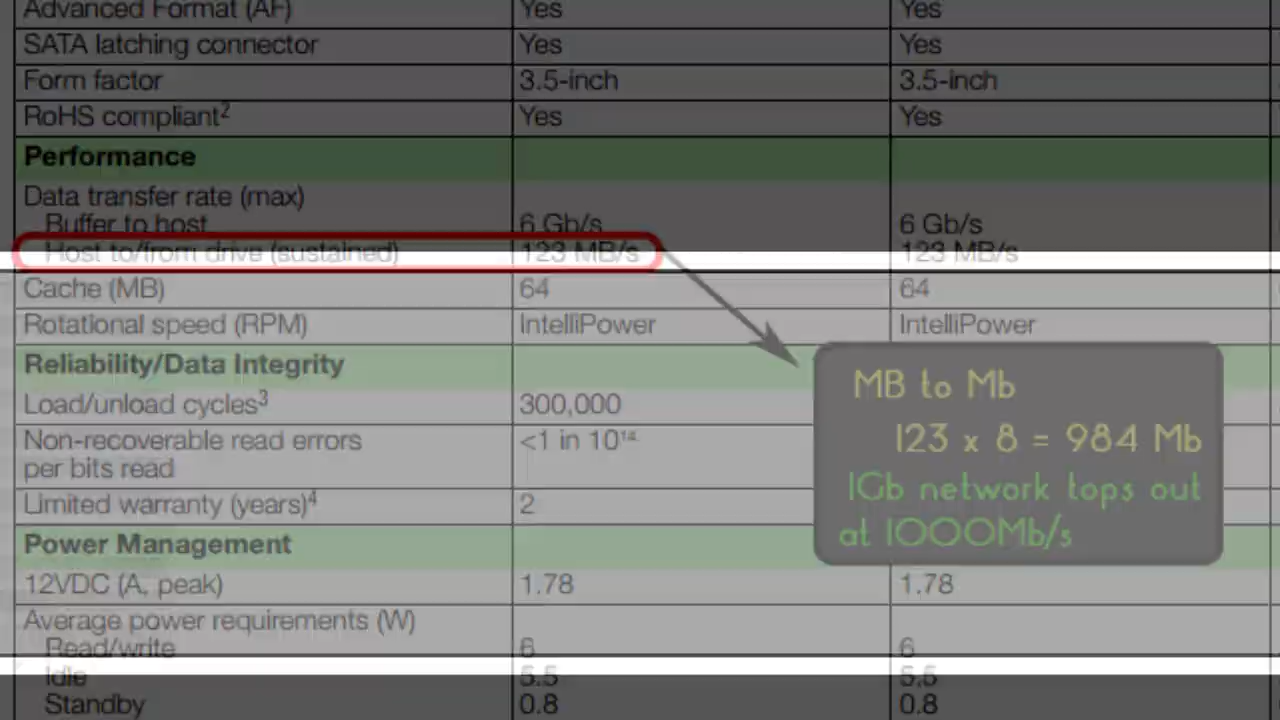 Advanced Format (AF) Yes Yes
SATA latching connector Yes Yes
Form factor 3.5-inch 3.5-inch
RoHS compliant² Yes Yes
Performance
Data transfer rate (max)
Buffer to host 6 Gb/s 6 Gb/s
Host to/from drive (sustained) 123 MB/s 123 MB/s
Cache (MB) 64 64
Rotational speed (RPM) IntelliPower IntelliPower
Reliability/Data Integrity
Load/unload cycles³ 300,000
Non-recoverable read errors <1 in 10¹⁴
per bits read
Limited warranty (years)⁴ 2
Power Management
12VDC (A, peak) 1.78 1.78
Average power requirements (W)
Read/write 6 6
Idle 5.5 5.5
Standby 0.8 0.8
MB to Mb
123 x 8 = 984 Mb
1Gb network tops out
at 1000Mb/s